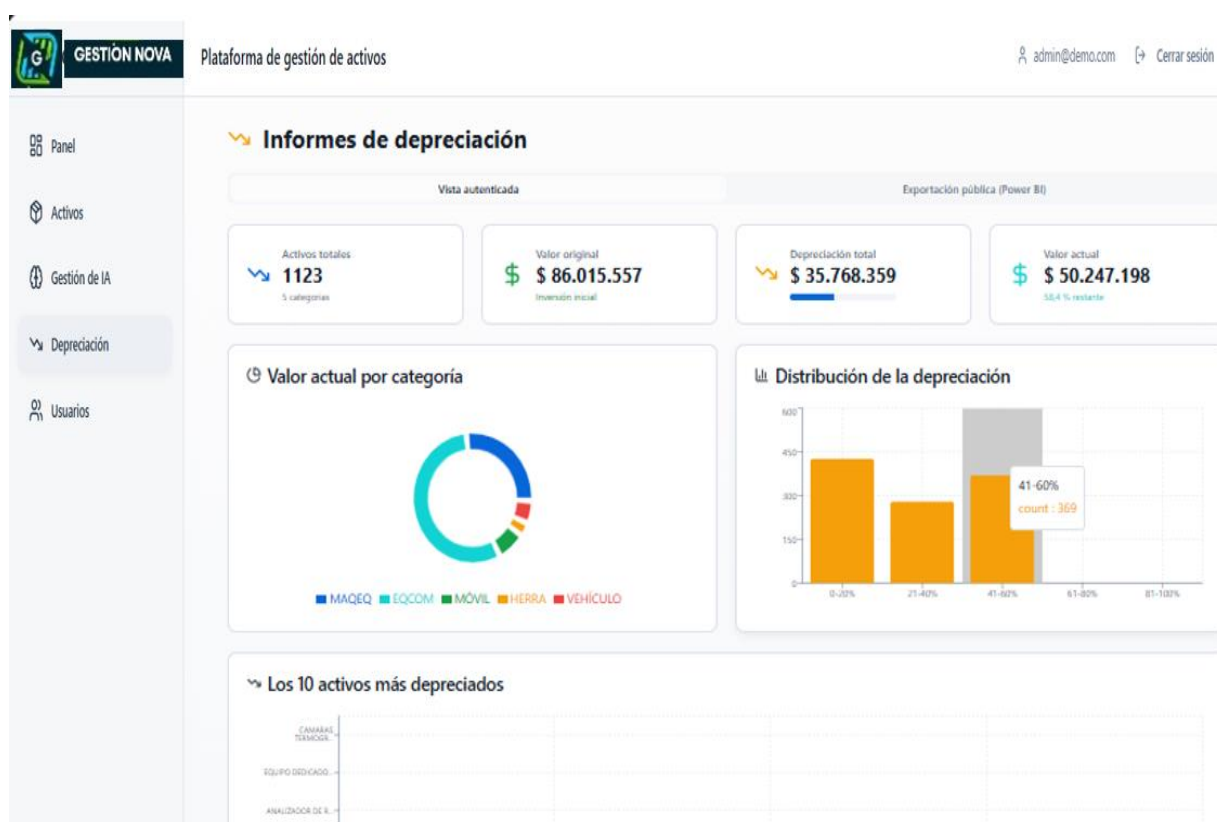 G
GESTIÒN NOVA
Plataforma de gestión de activos
admin@demo.com
Cerrar sesión
Panel
Activos
Gestión de IA
Depreciación
Usuarios
Informes de depreciación
Vista autenticada
Exportación pública (Power BI)
Activos totales
1123
5 categorias
Valor original
$ 86.015.557
Inversión inicial
Depreciación total
$ 35.768.359
Valor actual
$ 50.247.198
58,4 % restante
Valor actual por categoría
MAQEQ EQCOM MÓVIL HERRA VEHÍCULO
Distribución de la depreciación
600
450
300
150
0
0-20% 21-40% 41-60% 61-80% 81-100%
41-60%
count : 369
Los 10 activos más depreciados
CAMARAS
TERMOGR...
EQUIPO DEDICADO...
ANALIZADOR DE R...